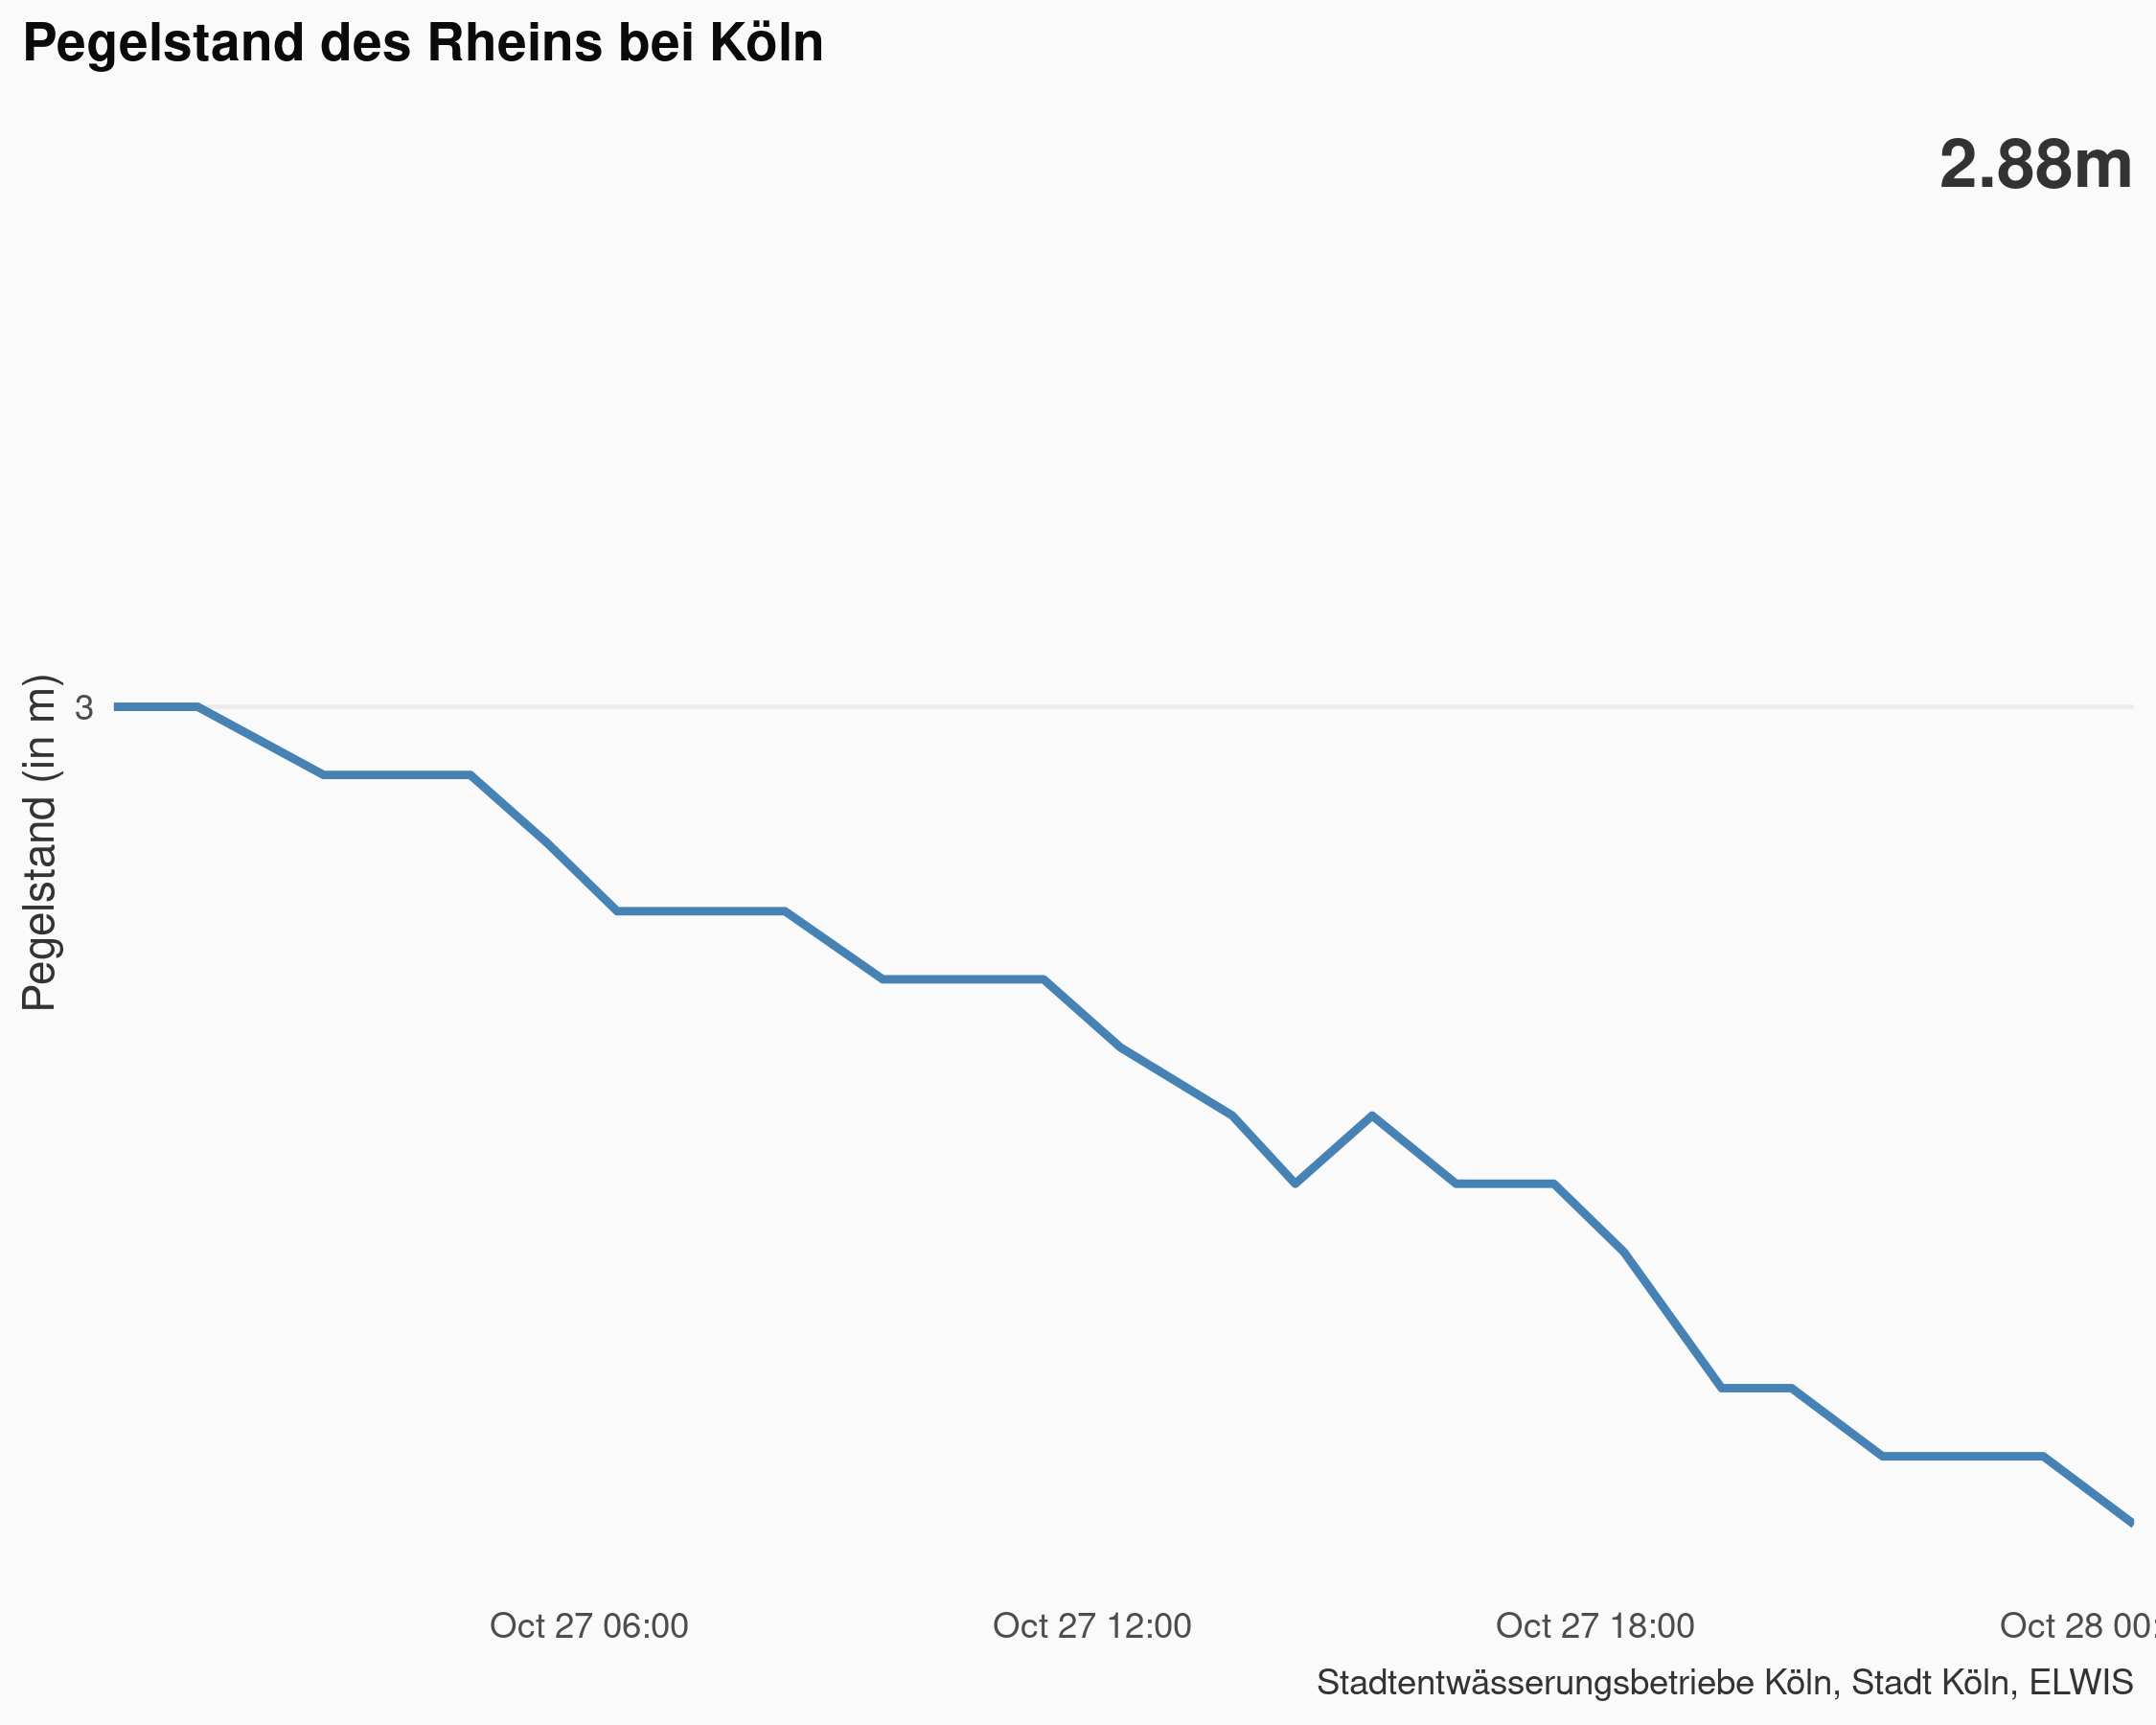 Pegelstand des Rheins bei Köln
2.88m
Pegelstand (in m)
3
Oct 27 06:00
Oct 27 12:00
Oct 27 18:00
Oct 28 00:
Stadtentwässerungsbetriebe Köln, Stadt Köln, ELWIS